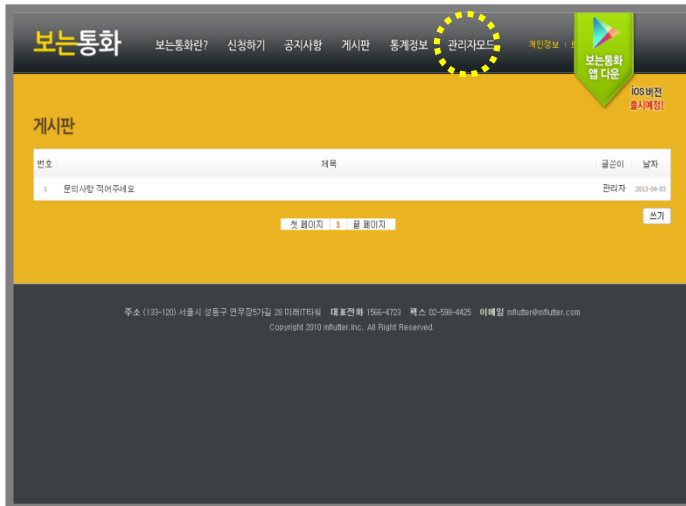 보는통화
보는통화란? 신청하기 공지사항 게시판 통계정보 관리자모드 개인정보
보는통화
앱 다운
iOS 버전
출시예정!
게시판
번호 제목 글쓴이 날짜
1 문의사항 적어주세요 관리자 2013-04-03
쓰기
첫 페이지 1 끝 페이지
주소 (133-120) 서울시 성동구 연무장5가길 28 미래IT타워 대표전화 1566-4723 팩스 02-598-4425 이메일 mflutter@mflutter.com
Copyright 2010 mflutter.Inc. All Right Reserved.